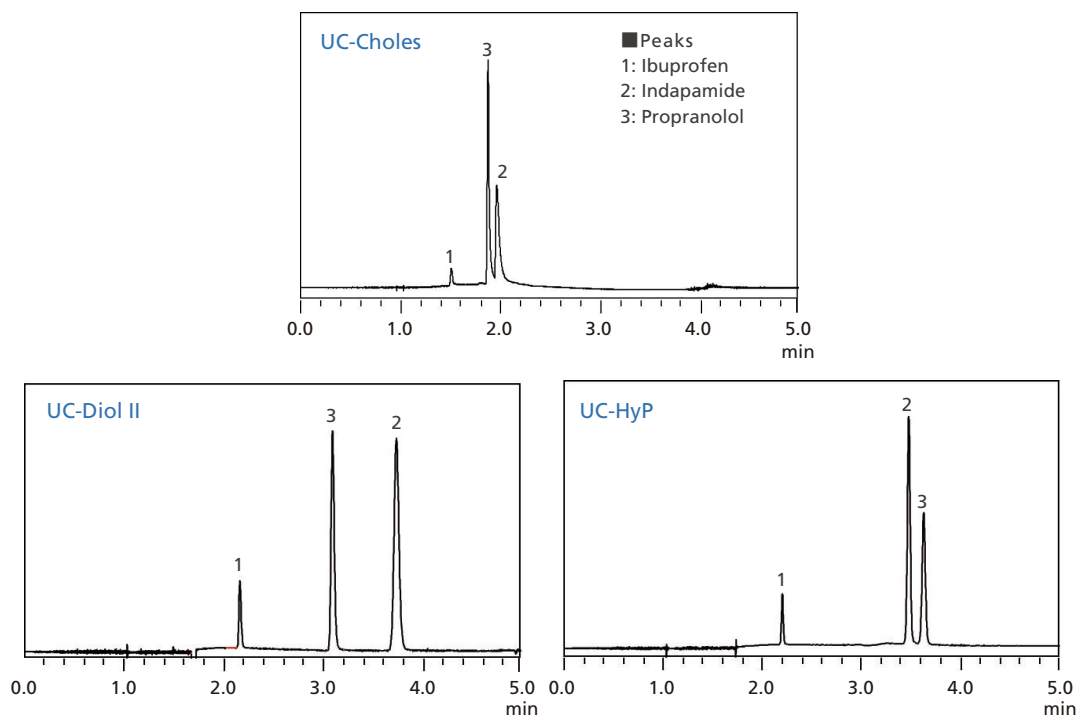 UC-Choles
■Peaks
1: Ibuprofen
2: Indapamide
3: Propranolol
3
2
1
0.0 1.0 2.0 3.0 4.0 5.0
min
UC-Diol II
3
2
1
0.0 1.0 2.0 3.0 4.0 5.0
min
UC-HyP
2
3
1
0.0 1.0 2.0 3.0 4.0 5.0
min